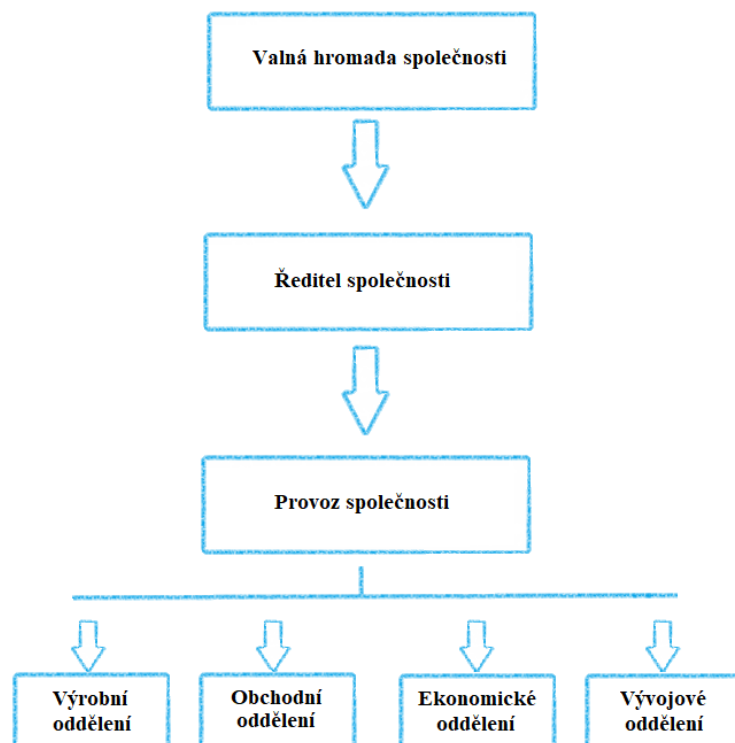 Valná hromada společnosti
Ředitel společnosti
Provoz společnosti
Výrobní
oddělení
Obchodní
oddělení
Ekonomické
oddělení
Vývojové
oddělení